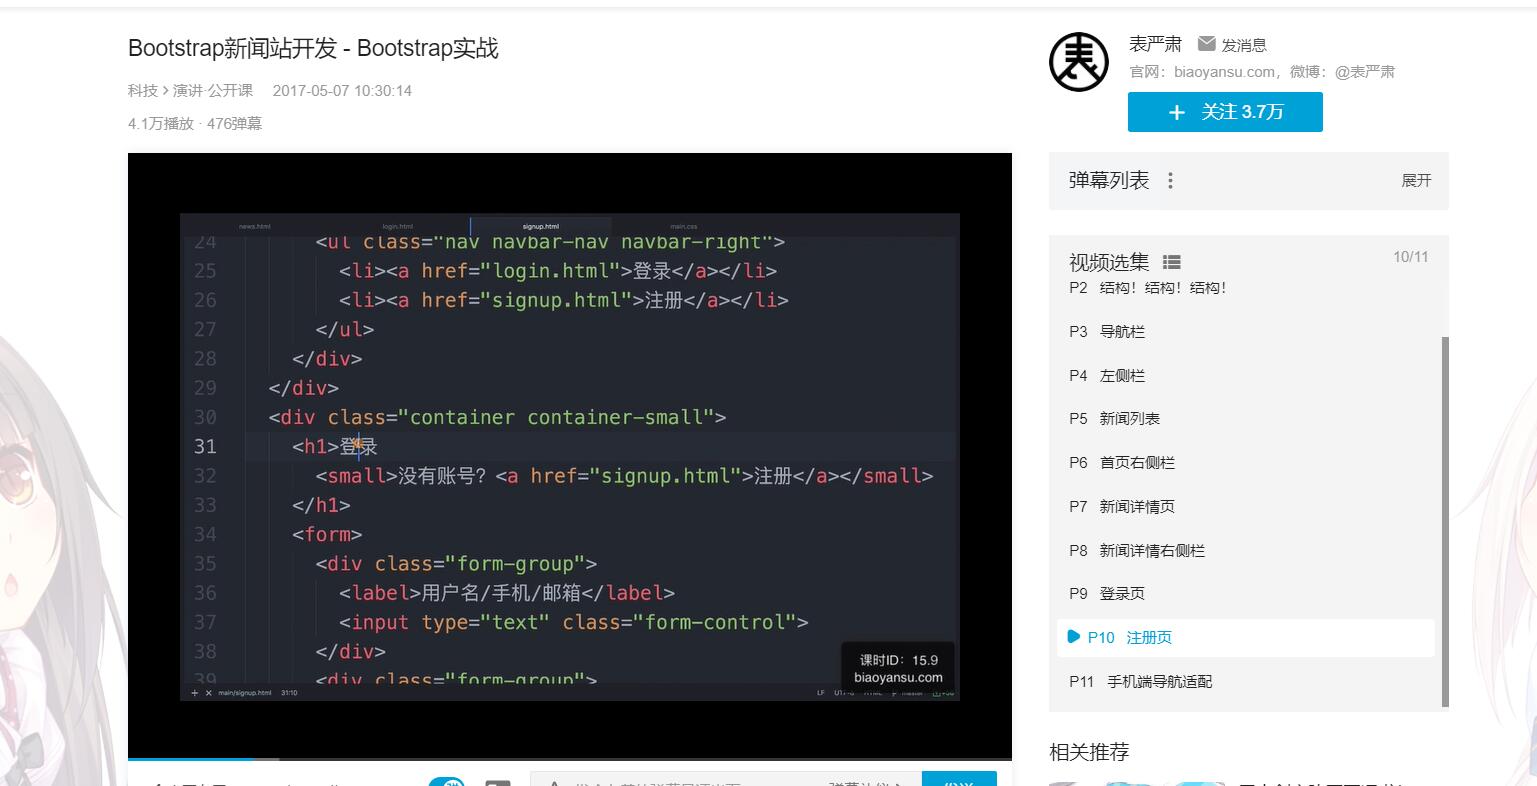 Bootstrap新闻站开发 - Bootstrap实战
科技 > 演讲·公开课 2017-05-07 10:30:14
4.1万播放 · 476弹幕
news.html login.html signup.html main.css
24 <ul class="nav navbar-nav navbar-right">
25 <li><a href="login.html">登录</a></li>
26 <li><a href="signup.html">注册</a></li>
27 </ul>
28 </div>
29 </div>
30 <div class="container container-small">
31 <h1>登录
32 <small>没有账号？<a href="signup.html">注册</a></small>
33 </h1>
34 <form>
35 <div class="form-group">
36 <label>用户名/手机/邮箱</label>
37 <input type="text" class="form-control">
38 </div>
39 <div class="form-group">
课时ID：15.9
biaoyansu.com
main/signup.html 31:10 LF
表严肃 发消息
官网：biaoyansu.com，微博：@表严肃
+ 关注 3.7万
弹幕列表 展开
视频选集 10/11
P2 结构！结构！结构！
P3 导航栏
P4 左侧栏
P5 新闻列表
P6 首页右侧栏
P7 新闻详情页
P8 新闻详情右侧栏
P9 登录页
P10 注册页
P11 手机端导航适配
相关推荐